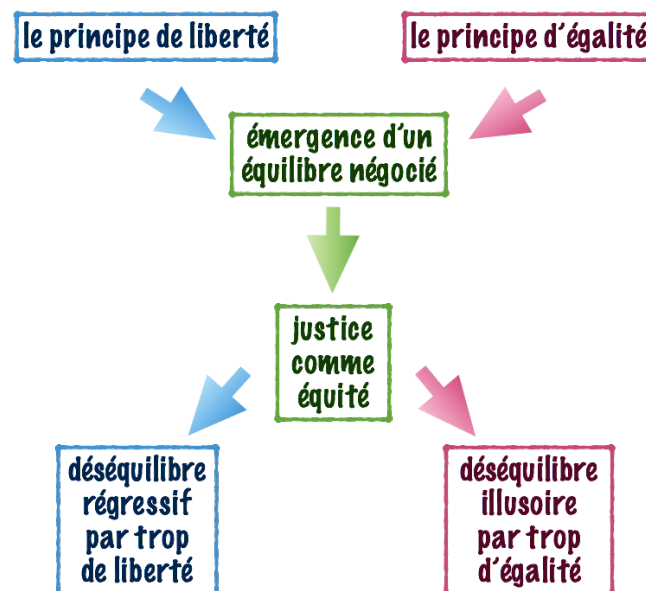 le principe de liberté
le principe d'égalité
émergence d'un
équilibre négocié
justice
comme
équité
déséquilibre
régressif
par trop
de liberté
déséquilibre
illusoire
par trop
d'égalité